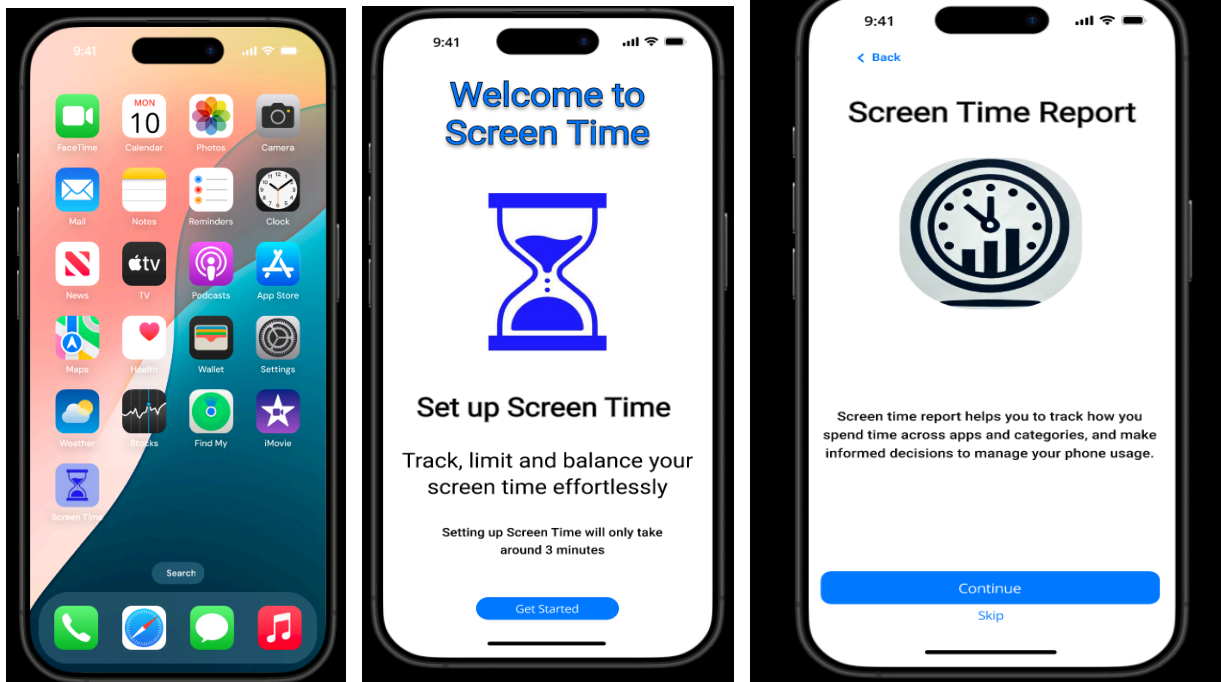 9:41
MON
10
FaceTime
Calendar
Photos
Camera
Mail
Notes
Reminders
Clock
tv
News
TV
Podcasts
App Store
Maps
Health
Wallet
Settings
Weather
Stocks
Find My
iMovie
Screen Time
Search
9:41
Welcome to
Screen Time
Set up Screen Time
Track, limit and balance your
screen time effortlessly
Setting up Screen Time will only take
around 3 minutes
Get Started
9:41
Back
Screen Time Report
Screen time report helps you to track how you
spend time across apps and categories, and make
informed decisions to manage your phone usage.
Continue
Skip